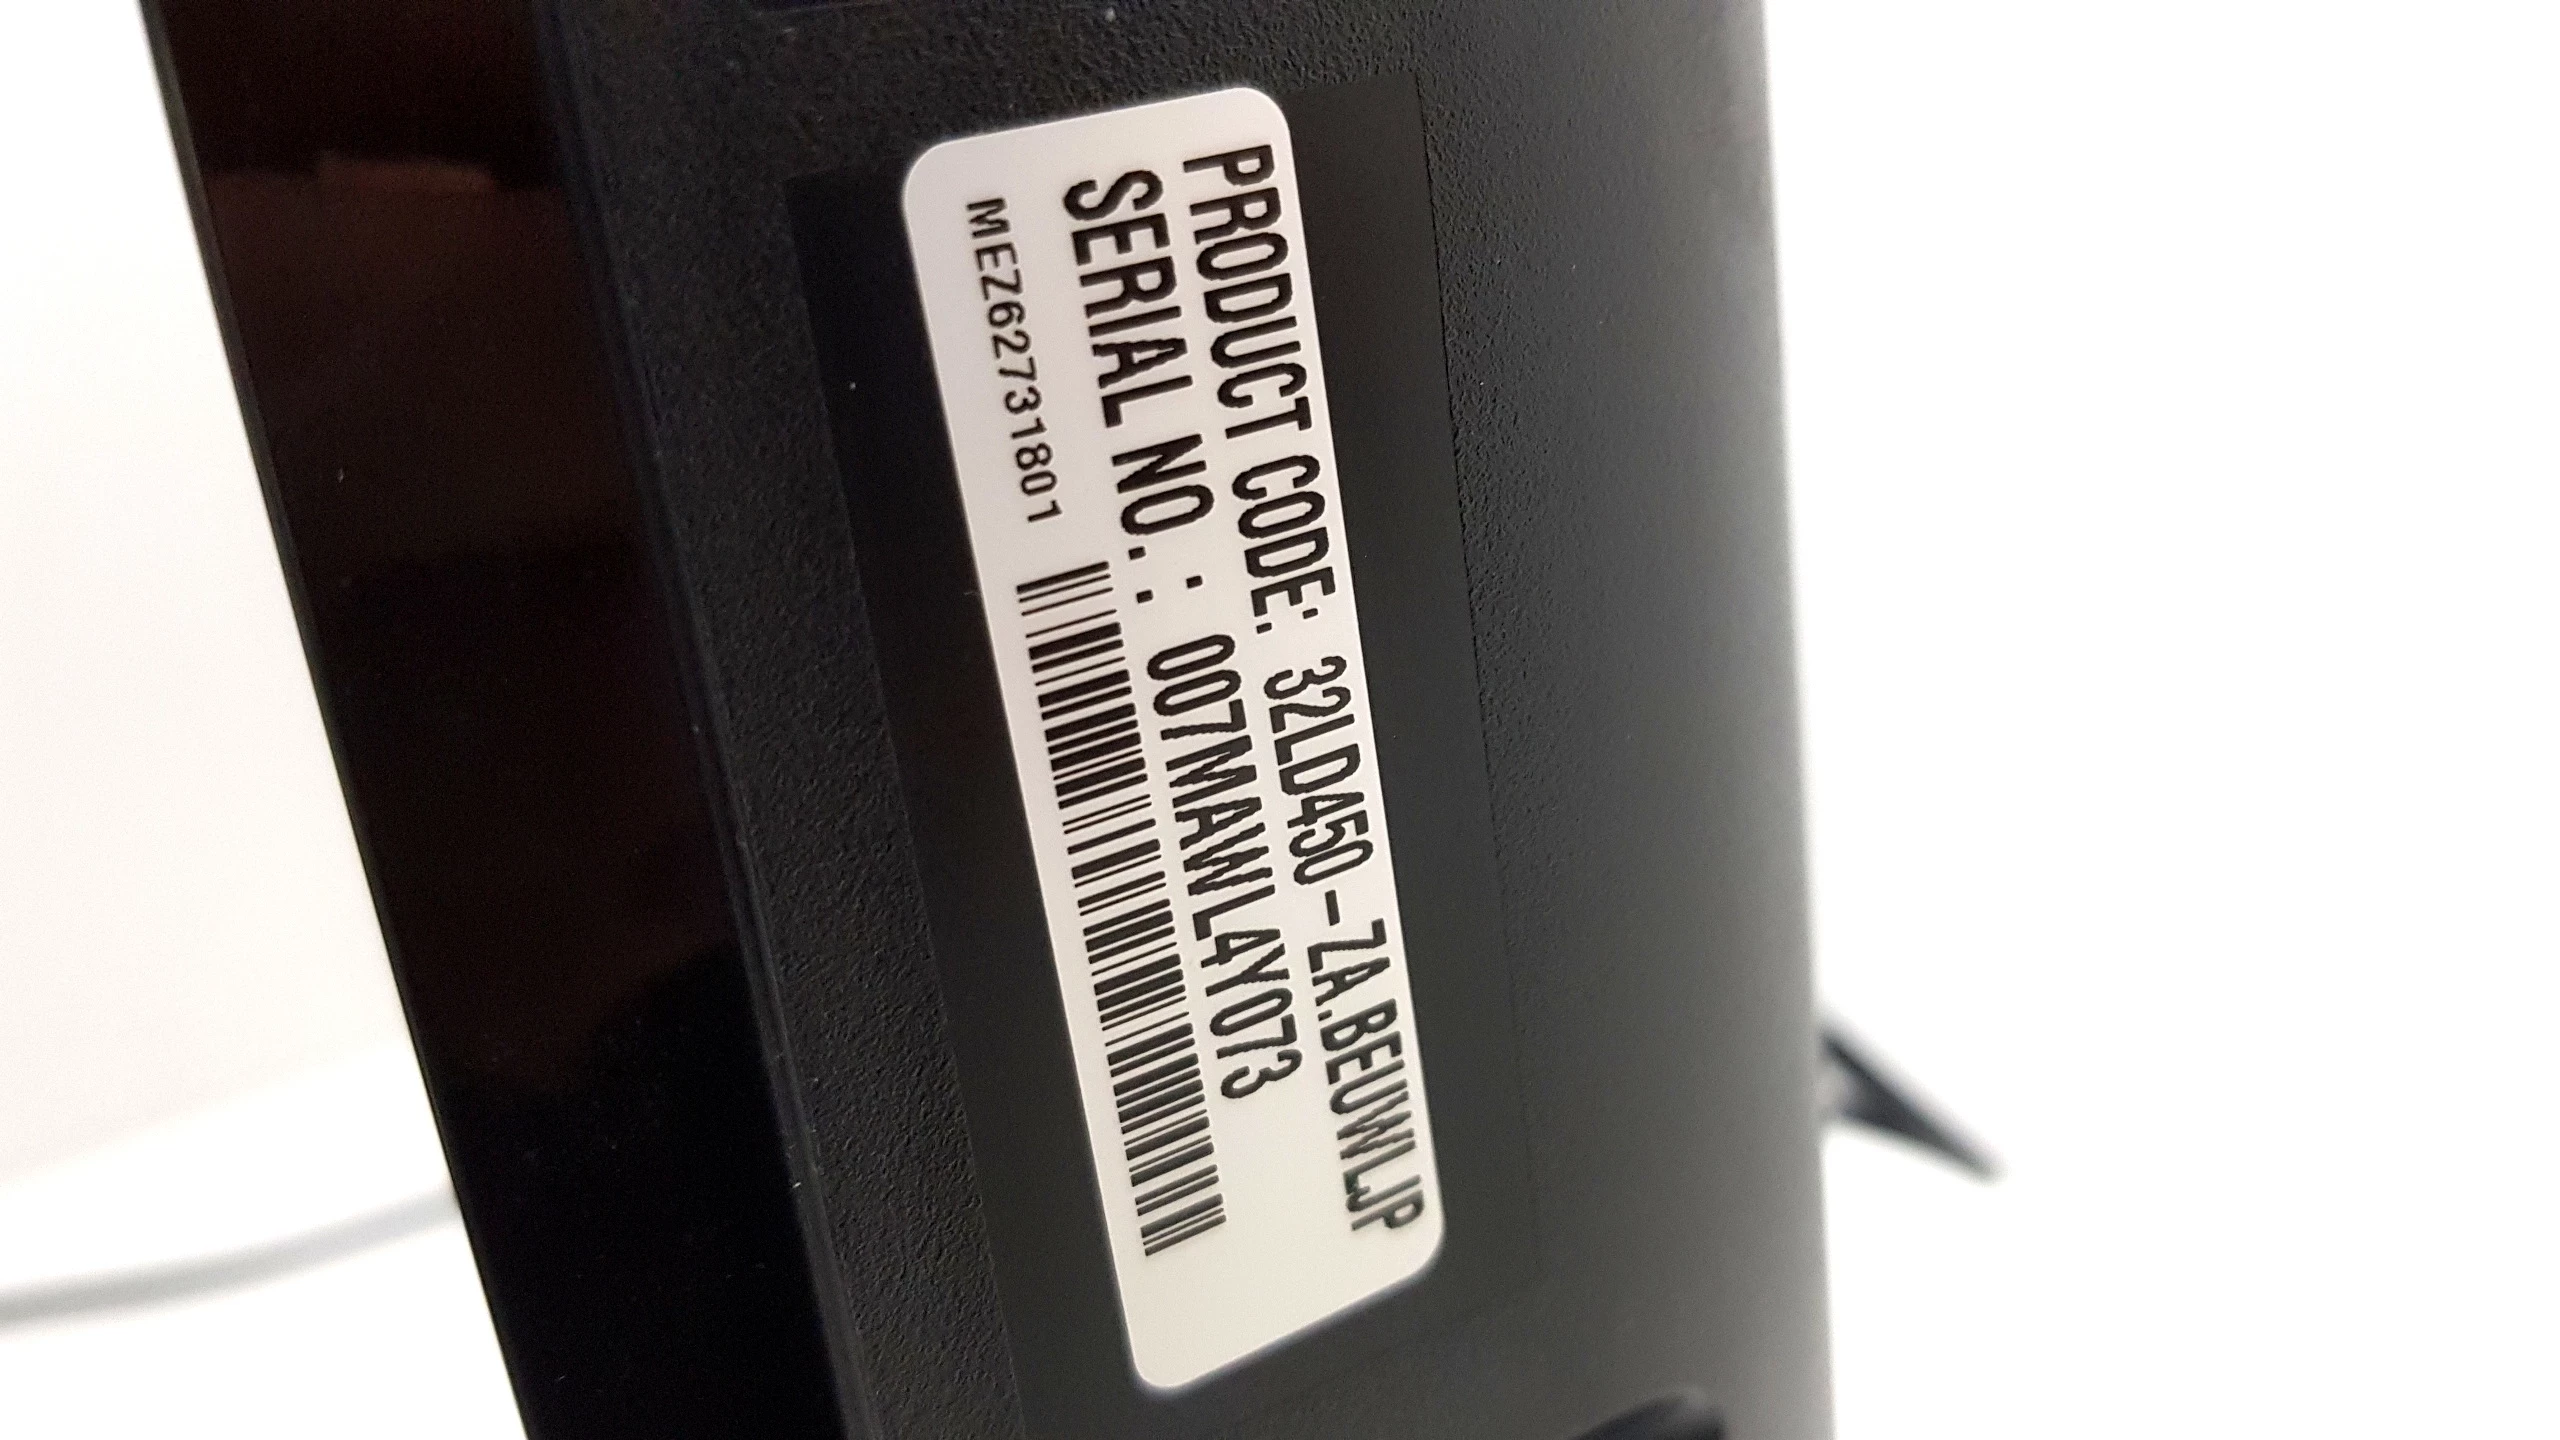 PRODUCT CODE: 32LD450-ZA.BEUWLJP
SERIAL NO. : 007MAWL4Y073
MEZ62731801